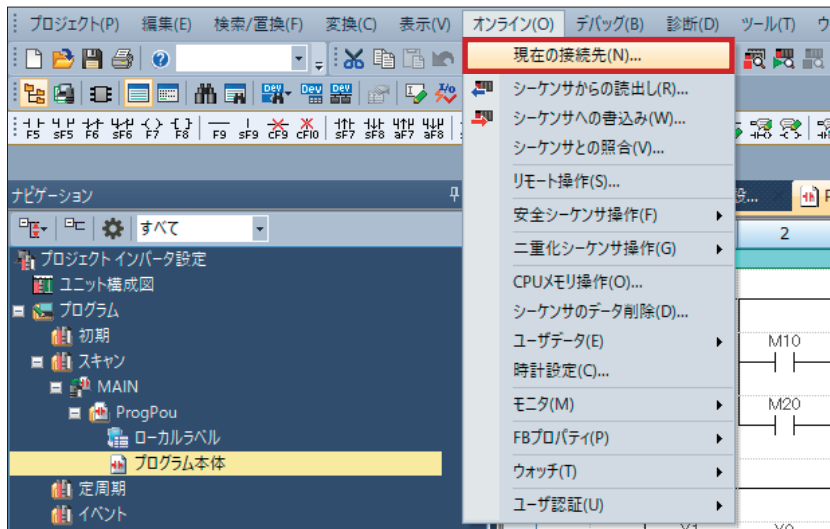 プロジェクト(P) 編集(E) 検索/置換(F) 変換(C) 表示(V) オンライン(O) デバッグ(B) 診断(D) ツール(T) ウ
現在の接続先(N)...
シーケンサからの読出し(R)...
シーケンサへの書込み(W)...
シーケンサとの照合(V)...
リモート操作(S)...
安全シーケンサ操作(F)
二重化シーケンサ操作(G)
CPUメモリ操作(O)...
シーケンサのデータ削除(D)...
ユーザデータ(E)
時計設定(C)...
モニタ(M)
FBプロパティ(P)
ウォッチ(T)
ユーザ認証(U)
F5 sF5 F6 sF6 F7 F8 F9 sF9 cF9 cF10 sF7 sF8 aF7 aF8
ナビゲーション
すべて
プロジェクト インバータ設定
ユニット構成図
プログラム
初期
スキャン
MAIN
ProgPou
ローカルラベル
プログラム本体
定周期
イベント
設...
2
M10
M20